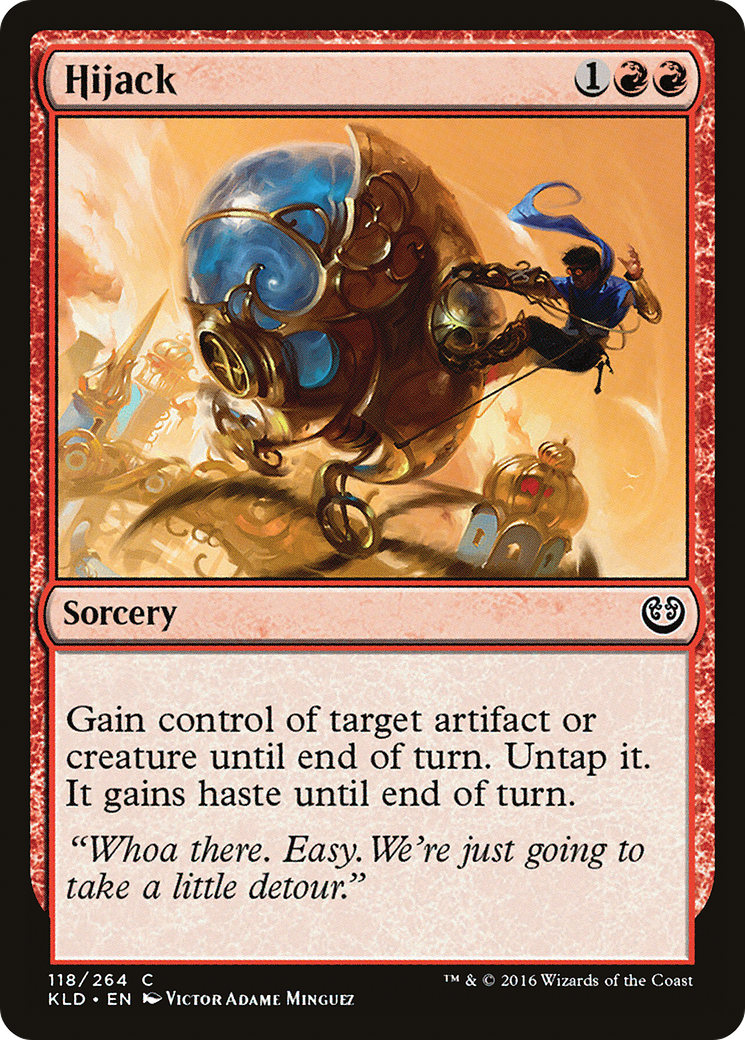 Hijack 1
Sorcery
Gain control of target artifact or
creature until end of turn. Untap it.
It gains haste until end of turn.
“Whoa there. Easy. We’re just going to
take a little detour.”
118/264 C
KLD • EN Victor Adame Minguez
™ & © 2016 Wizards of the Coast